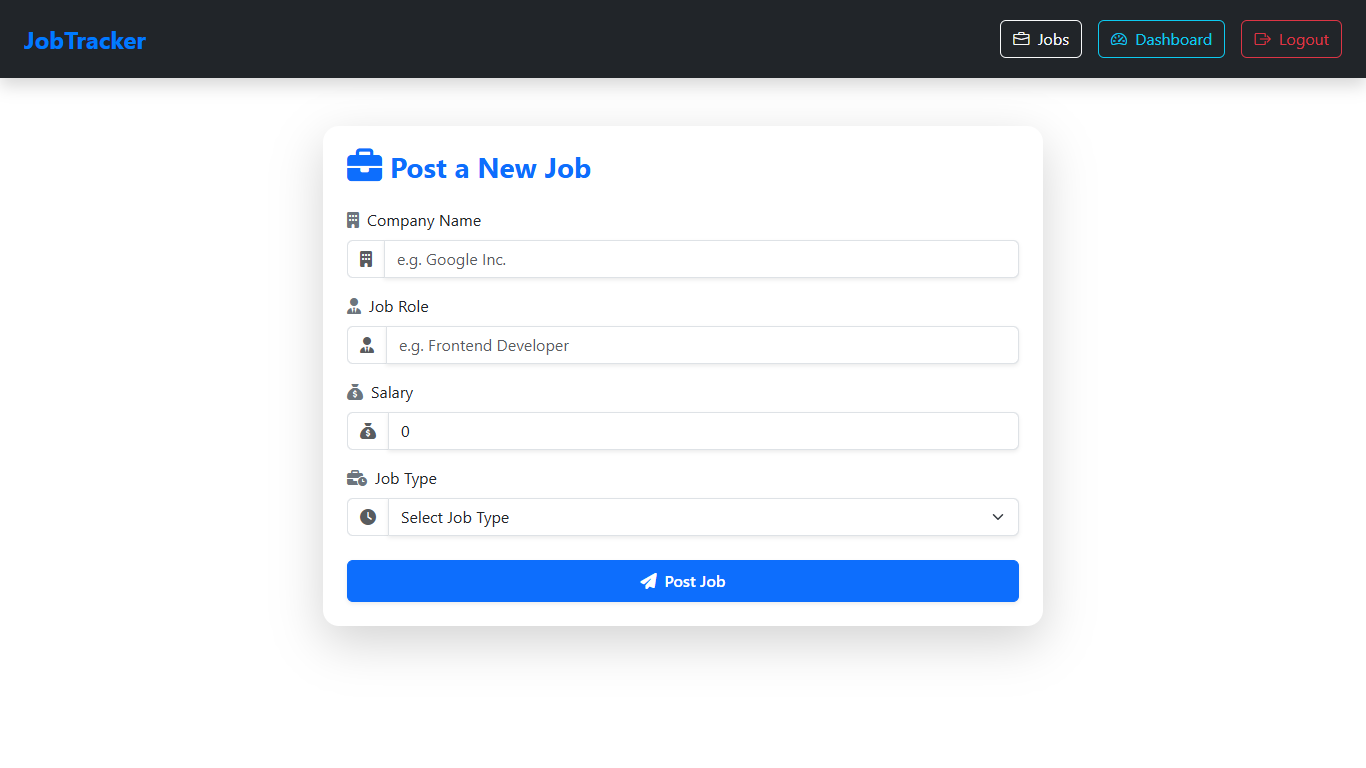 JobTracker
Jobs
Dashboard
Logout
Post a New Job
Company Name
e.g. Google Inc.
Job Role
e.g. Frontend Developer
Salary
0
Job Type
Select Job Type
Post Job